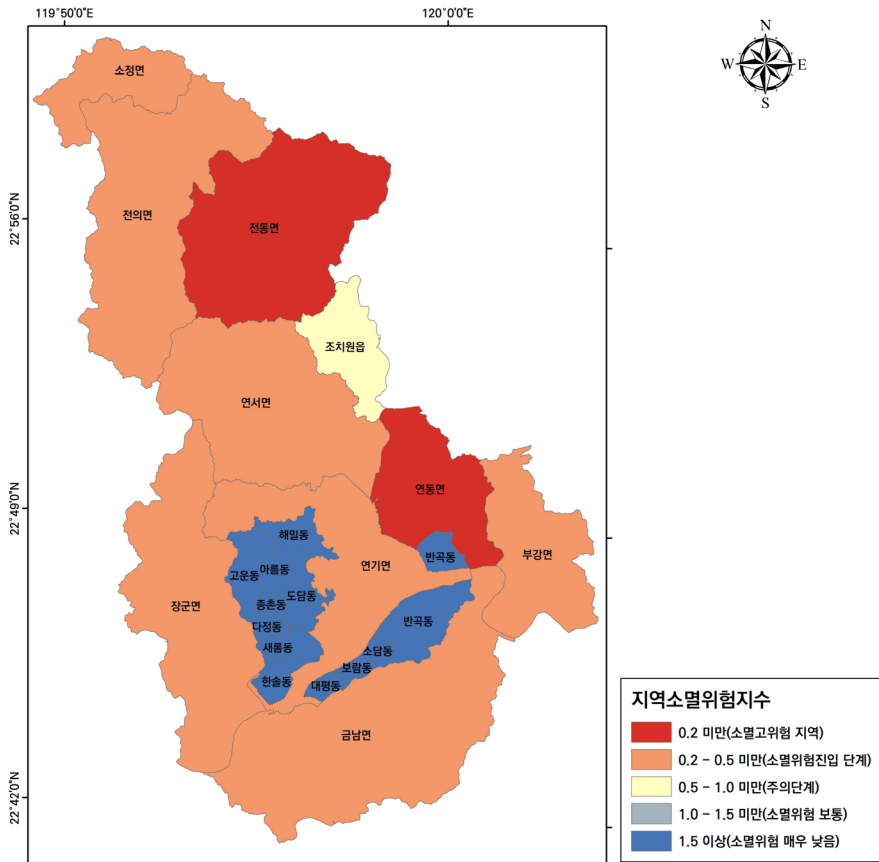 119°50'0"E
120°0'0"E
N
W
E
S
소정면
22°56'0"N
전의면
전동면
조치원읍
연서면
22°49'0"N
연동면
해밀동
반곡동
부강면
연기면
고운동
아름동
도담동
장군면
종촌동
다정동
반곡동
새롬동
소담동
보람동
한솔동
대평동
금남면
22°42'0"N
지역소멸위험지수
0.2 미만(소멸고위험 지역)
0.2 - 0.5 미만(소멸위험진입 단계)
0.5 - 1.0 미만(주의단계)
1.0 - 1.5 미만(소멸위험 보통)
1.5 이상(소멸위험 매우 낮음)